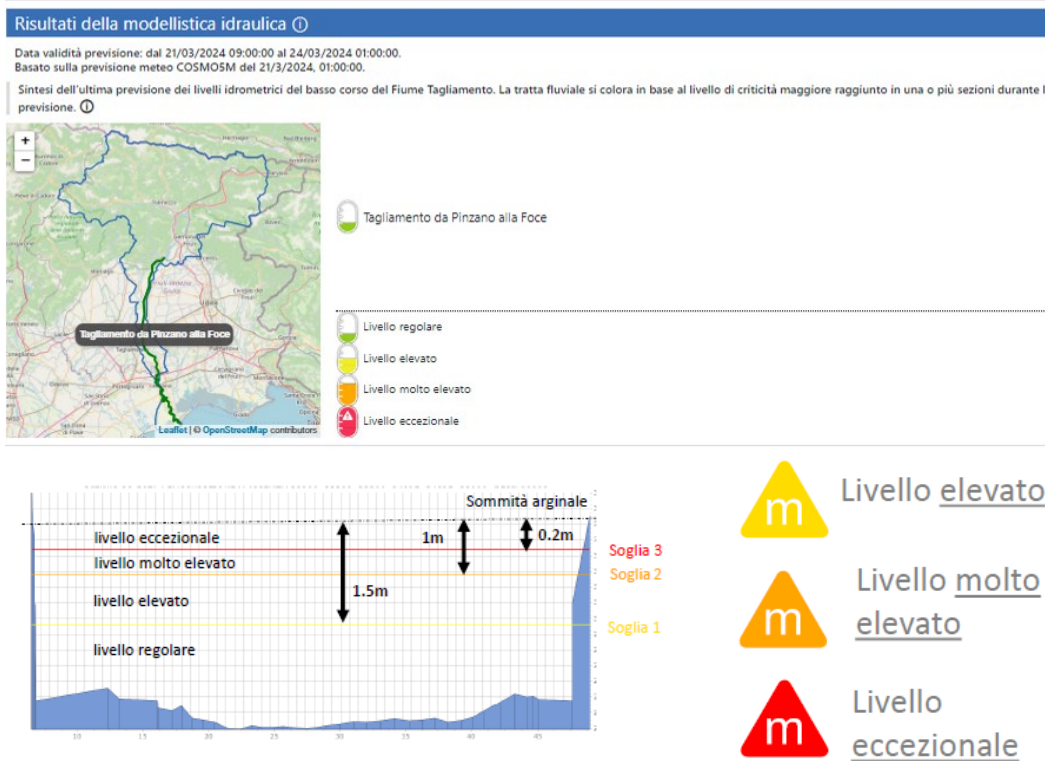 Risultati della modellistica idraulica ⓘ
Data validità previsione: dal 21/03/2024 09:00:00 al 24/03/2024 01:00:00.
Basato sulla previsione meteo COSMO5M del 21/3/2024, 01:00:00.
Sintesi dell'ultima previsione dei livelli idrometrici del basso corso del Fiume Tagliamento. La tratta fluviale si colora in base al livello di criticità maggiore raggiunto in una o più sezioni durante
previsione. ⓘ
+
−
Udine
Grado
Tagliamento da Pinzano alla Foce
Leaflet | © OpenStreetMap contributors
Tagliamento da Pinzano alla Foce
Livello regolare
Livello elevato
Livello molto elevato
Livello eccezionale
Sommità arginale
livello eccezionale
1m
0.2m
livello molto elevato
Soglia 3
Soglia 2
livello elevato
1.5m
Soglia 1
livello regolare
10 15 20 25 30 35 40 45
m
Livello elevato
m
Livello molto
elevato
m
Livello
eccezionale